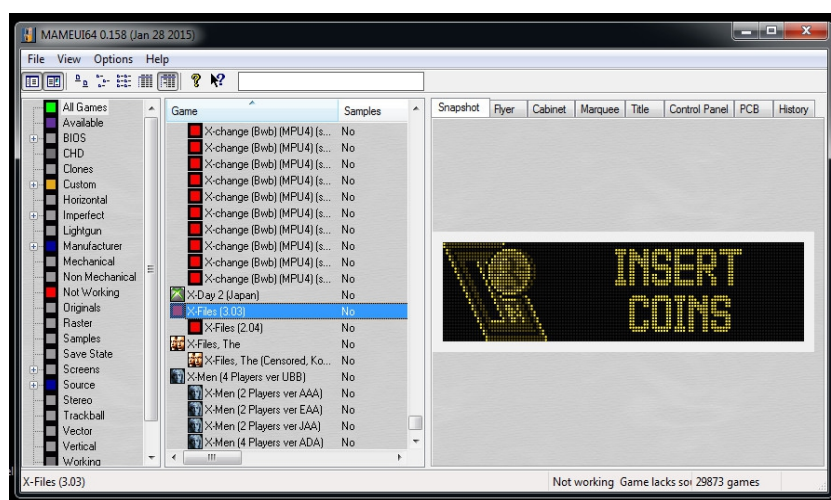 MAMEUI64 0.158 (Jan 28 2015)
File View Options Help
All Games
Available
BIOS
CHD
Clones
Custom
Horizontal
Imperfect
Lightgun
Manufacturer
Mechanical
Non Mechanical
Not Working
Originals
Raster
Samples
Save State
Screens
Source
Stereo
Trackball
Vector
Vertical
Working
Game Samples
X-change (Bwb) (MPU4) (s... No
X-change (Bwb) (MPU4) (s... No
X-change (Bwb) (MPU4) (s... No
X-change (Bwb) (MPU4) (s... No
X-change (Bwb) (MPU4) (s... No
X-change (Bwb) (MPU4) (s... No
X-change (Bwb) (MPU4) (s... No
X-change (Bwb) (MPU4) (s... No
X-change (Bwb) (MPU4) (s... No
X-change (Bwb) (MPU4) (s... No
X-Day 2 (Japan) No
X-Files (3.03) No
X-Files (2.04) No
X-Files, The No
X-Files, The (Censored, Ko... No
X-Men (4 Players ver UBB) No
X-Men (2 Players ver AAA) No
X-Men (2 Players ver EAA) No
X-Men (2 Players ver JAA) No
X-Men (4 Players ver ADA) No
Snapshot Flyer Cabinet Marquee Title Control Panel PCB History
INSERT
COINS
X-Files (3.03) Not working Game lacks soi 29873 games